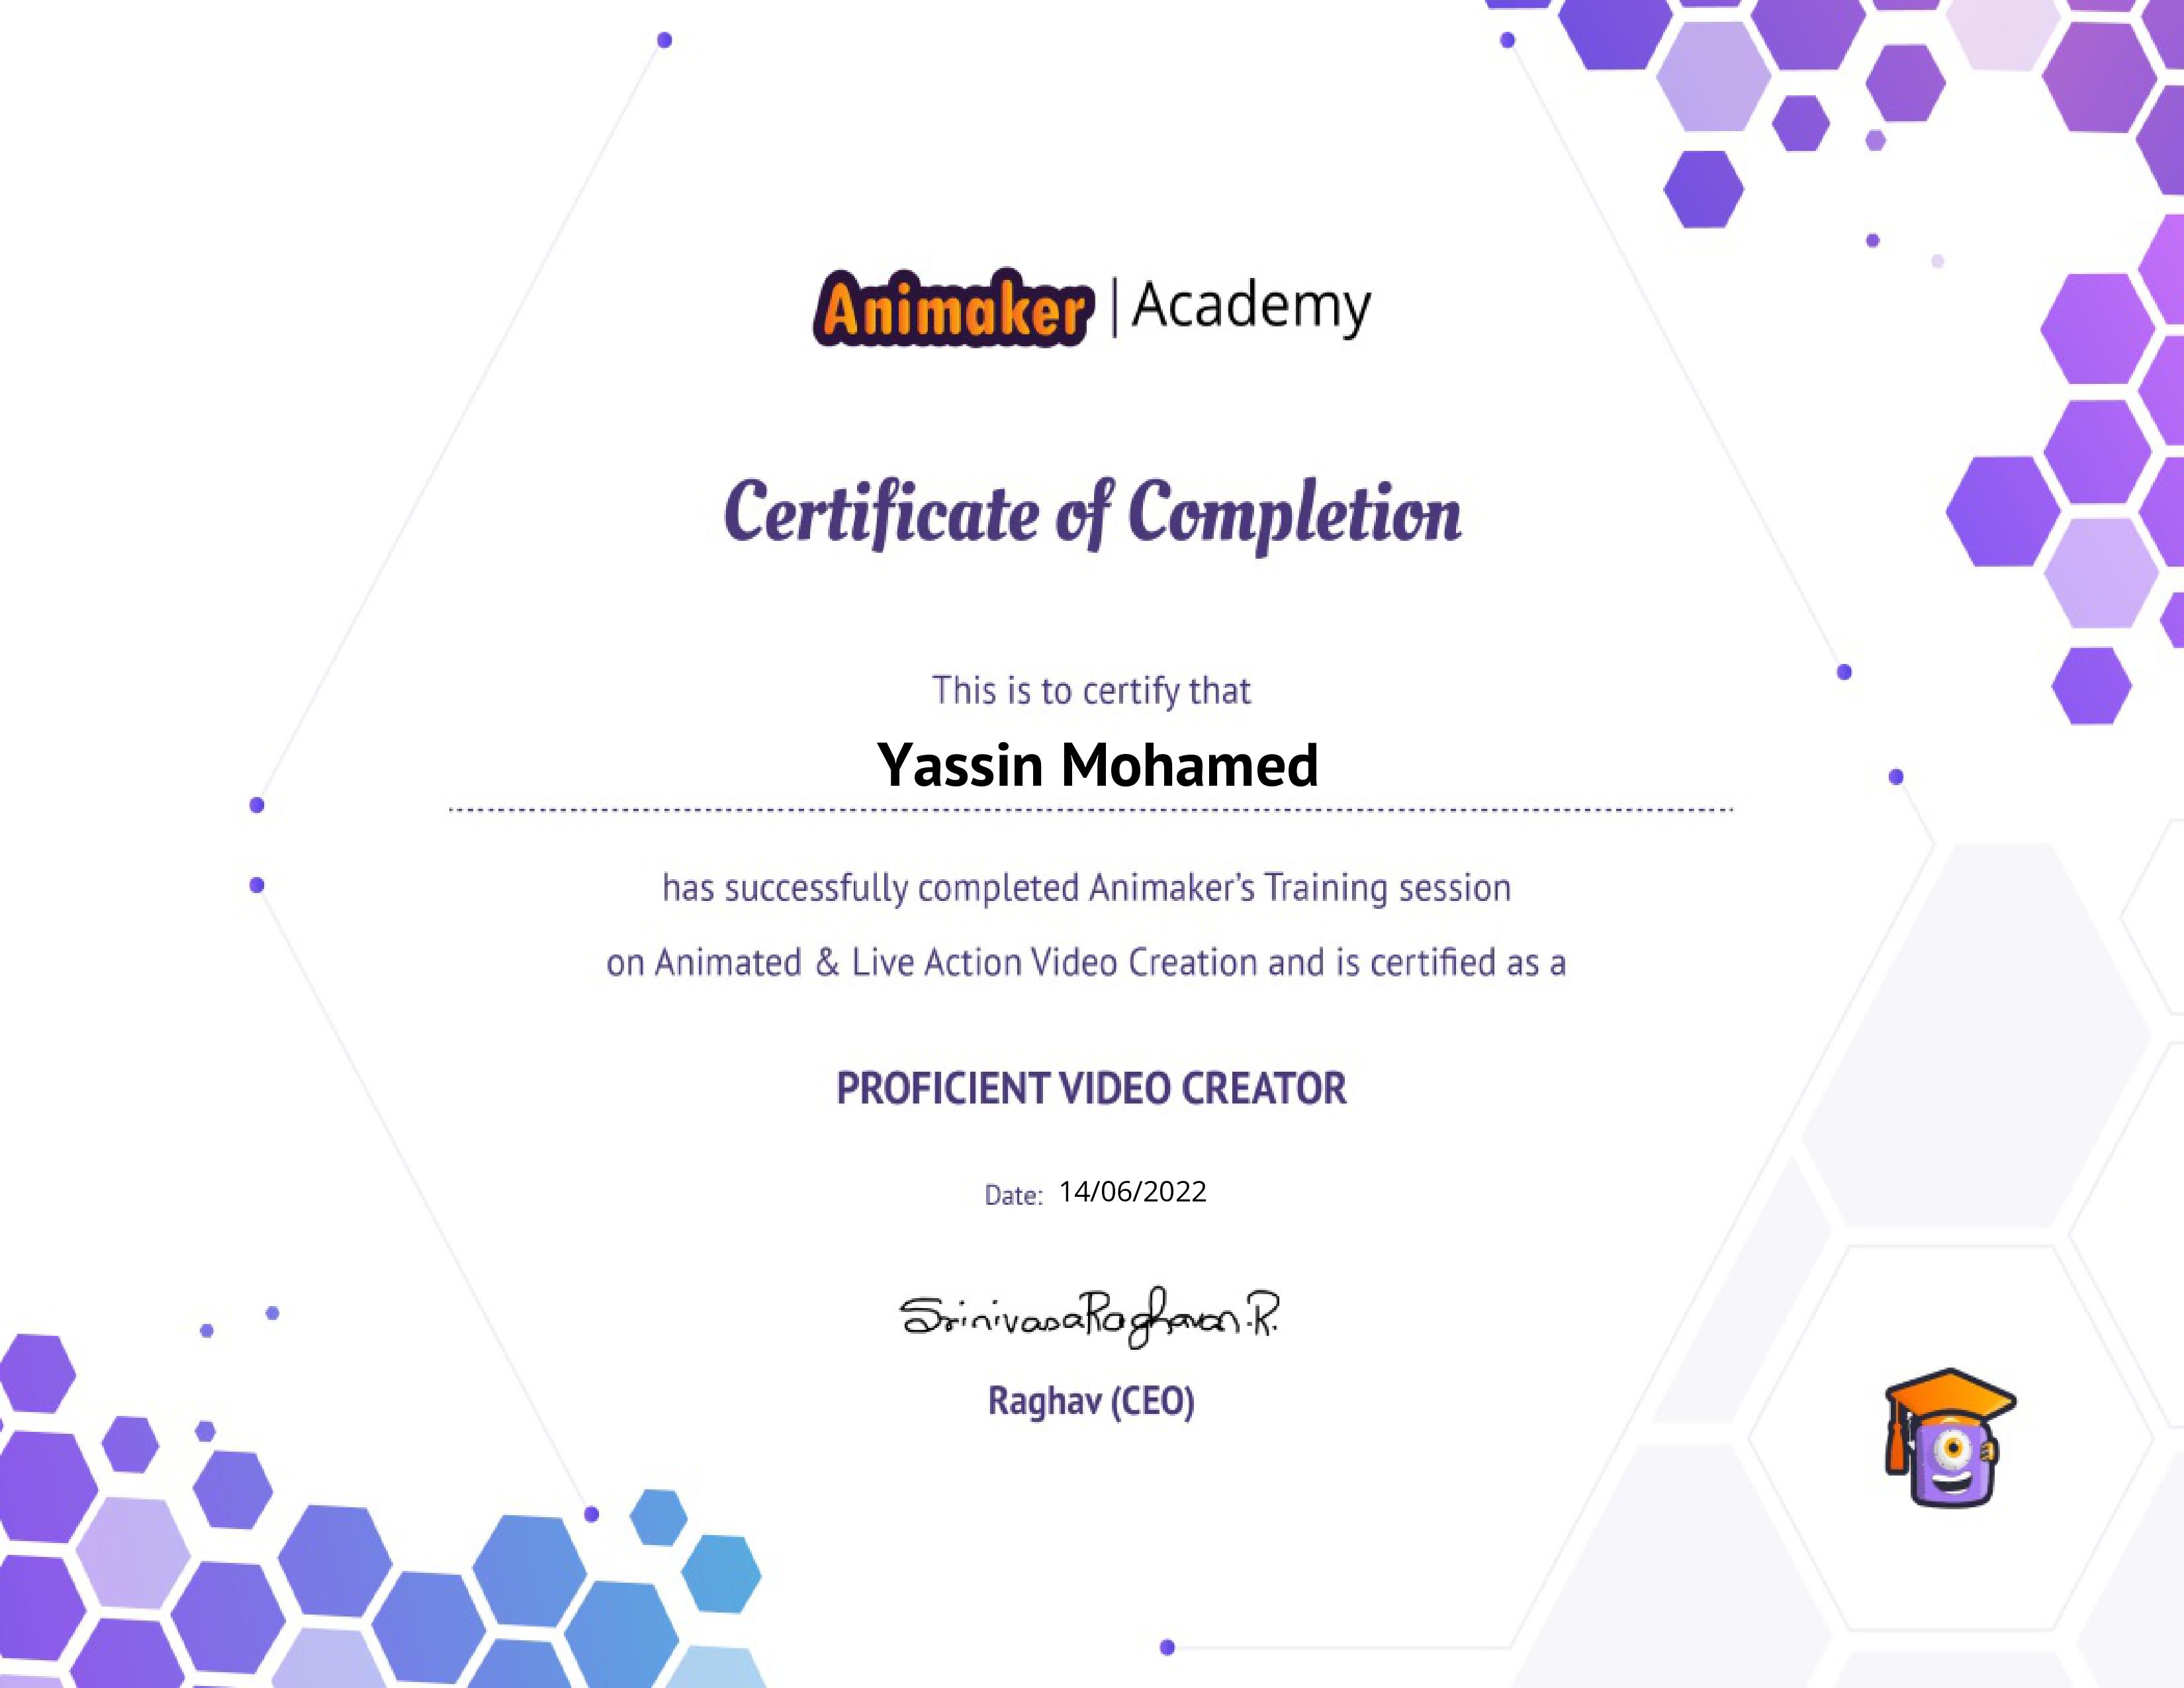 Animaker | Academy
Certificate of Completion
This is to certify that
Yassin Mohamed
has successfully completed Animaker’s Training session
on Animated & Live Action Video Creation and is certified as a
PROFICIENT VIDEO CREATOR
Date: 14/06/2022
SrinivasaRaghavan.R.
Raghav (CEO)